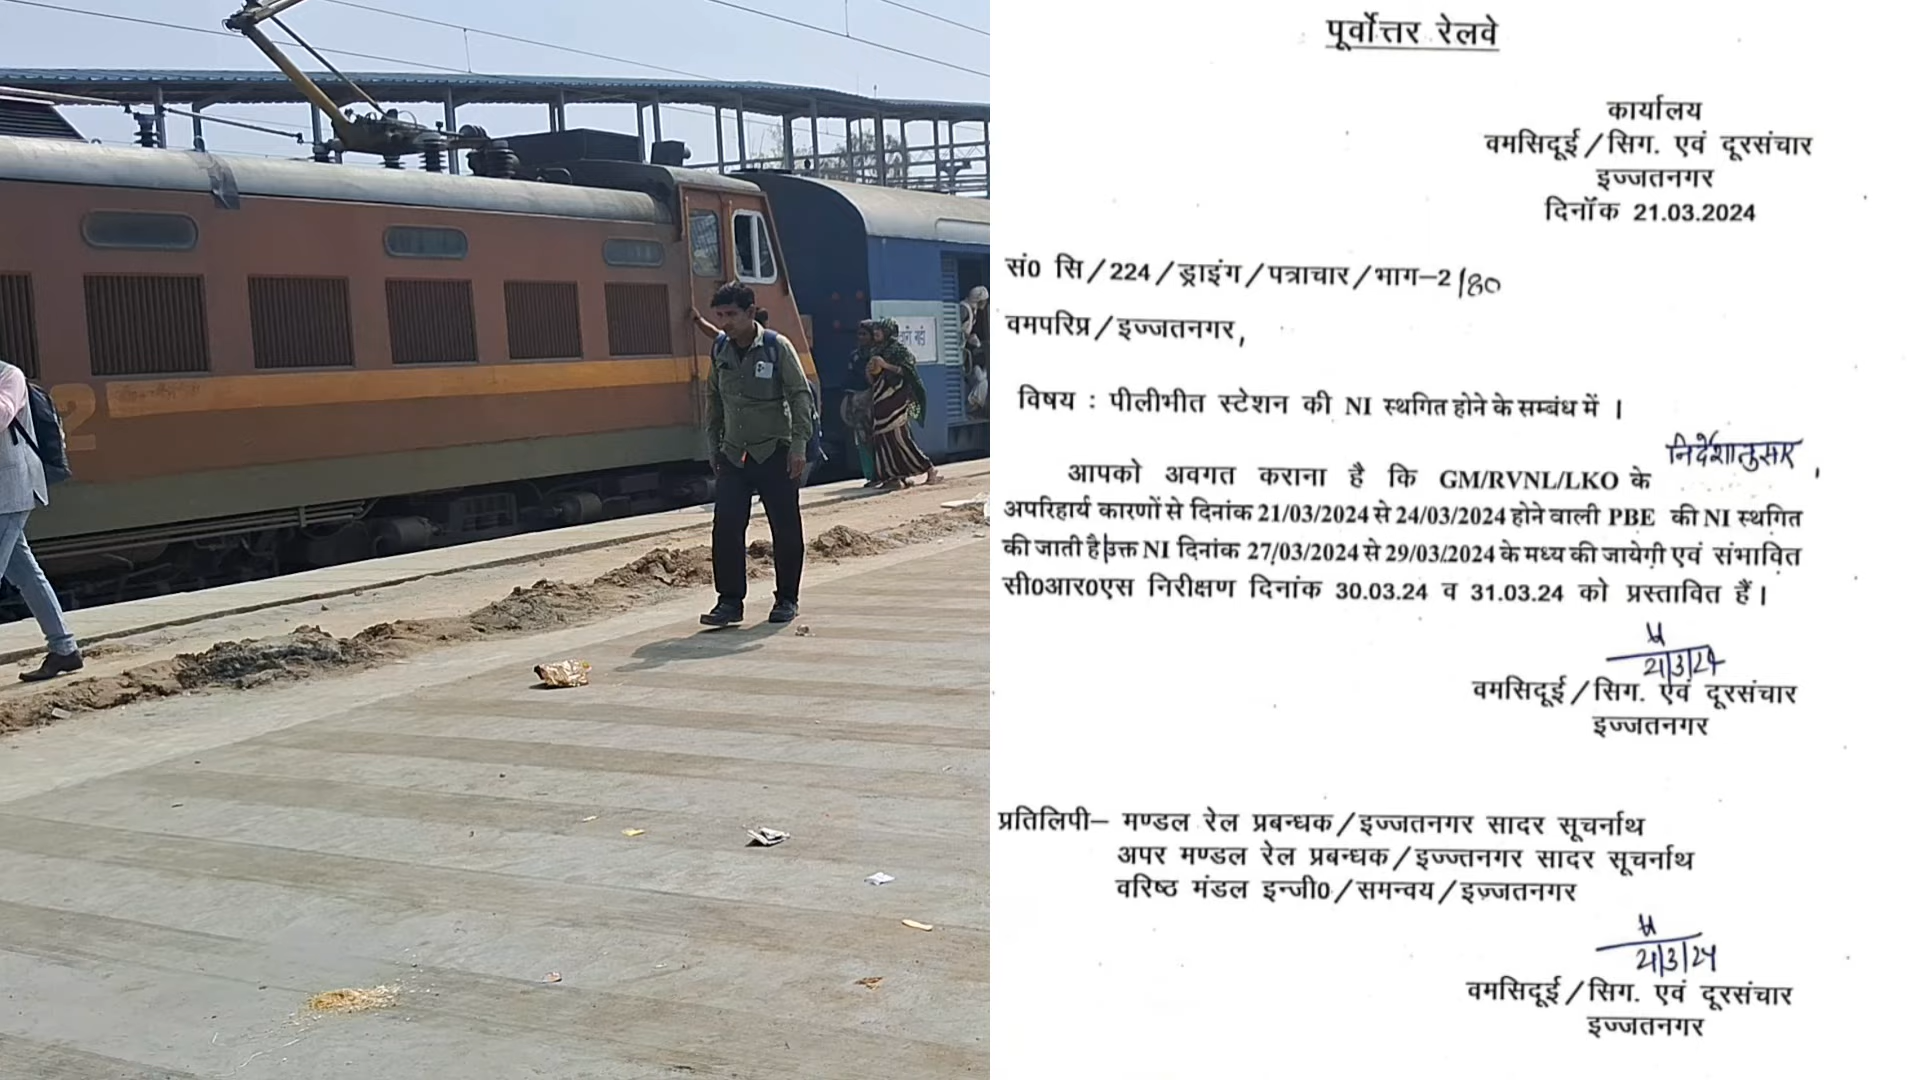 2
पूर्वोत्तर रेलवे
कार्यालय
वमसिदूई/सिग. एवं दूरसंचार
इज्जतनगर
दिनॉक 21.03.2024
सं0 सि/224/ड्राइंग/पत्राचार/भाग-2/80
वमपरिप्र/इज्जतनगर,
विषय : पीलीभीत स्टेशन की NI स्थगित होने के सम्बंध में ।
निर्देशानुसार
आपको अवगत कराना है कि GM/RVNL/LKO के ,
अपरिहार्य कारणों से दिनांक 21/03/2024 से 24/03/2024 होने वाली PBE की NI स्थगित
की जाती है|उक्त NI दिनांक 27/03/2024 से 29/03/2024 के मध्य की जायेगी एवं संभावित
सी0आर0एस निरीक्षण दिनांक 30.03.24 व 31.03.24 को प्रस्तावित हैं।
21/3/24
वमसिदूई/सिग. एवं दूरसंचार
इज्जतनगर
प्रतिलिपी– मण्डल रेल प्रबन्धक/इज्जतनगर सादर सूचर्नाथ
अपर मण्डल रेल प्रबन्धक/इज्ज्तनगर सादर सूचर्नाथ
वरिष्ठ मंडल इन्जी0/समन्वय/इज़्जतनगर
21/3/24
वमसिदूई/सिग. एवं दूरसंचार
इज्जतनगर